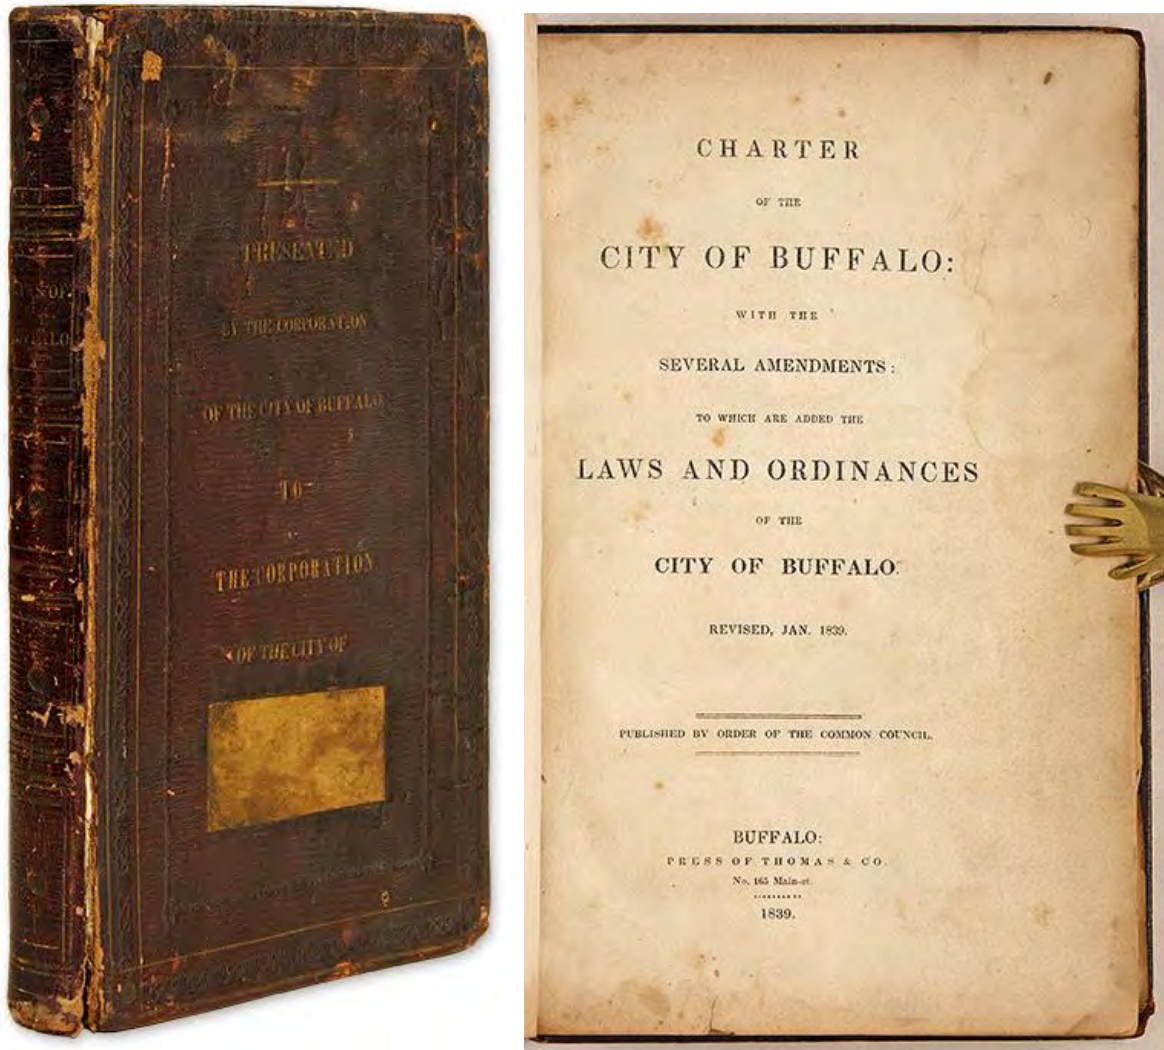 PRESENTED
BY THE CORPORATION
OF THE CITY OF BUFFALO
TO
THE CORPORATION
OF THE CITY OF
CHARTER
OF THE
CITY OF BUFFALO:
WITH THE
SEVERAL AMENDMENTS:
TO WHICH ARE ADDED THE
LAWS AND ORDINANCES
OF THE
CITY OF BUFFALO.
REVISED, JAN. 1839.
PUBLISHED BY ORDER OF THE COMMON COUNCIL.
BUFFALO:
PRESS OF THOMAS & CO.
No. 165 Main-st.
1839.